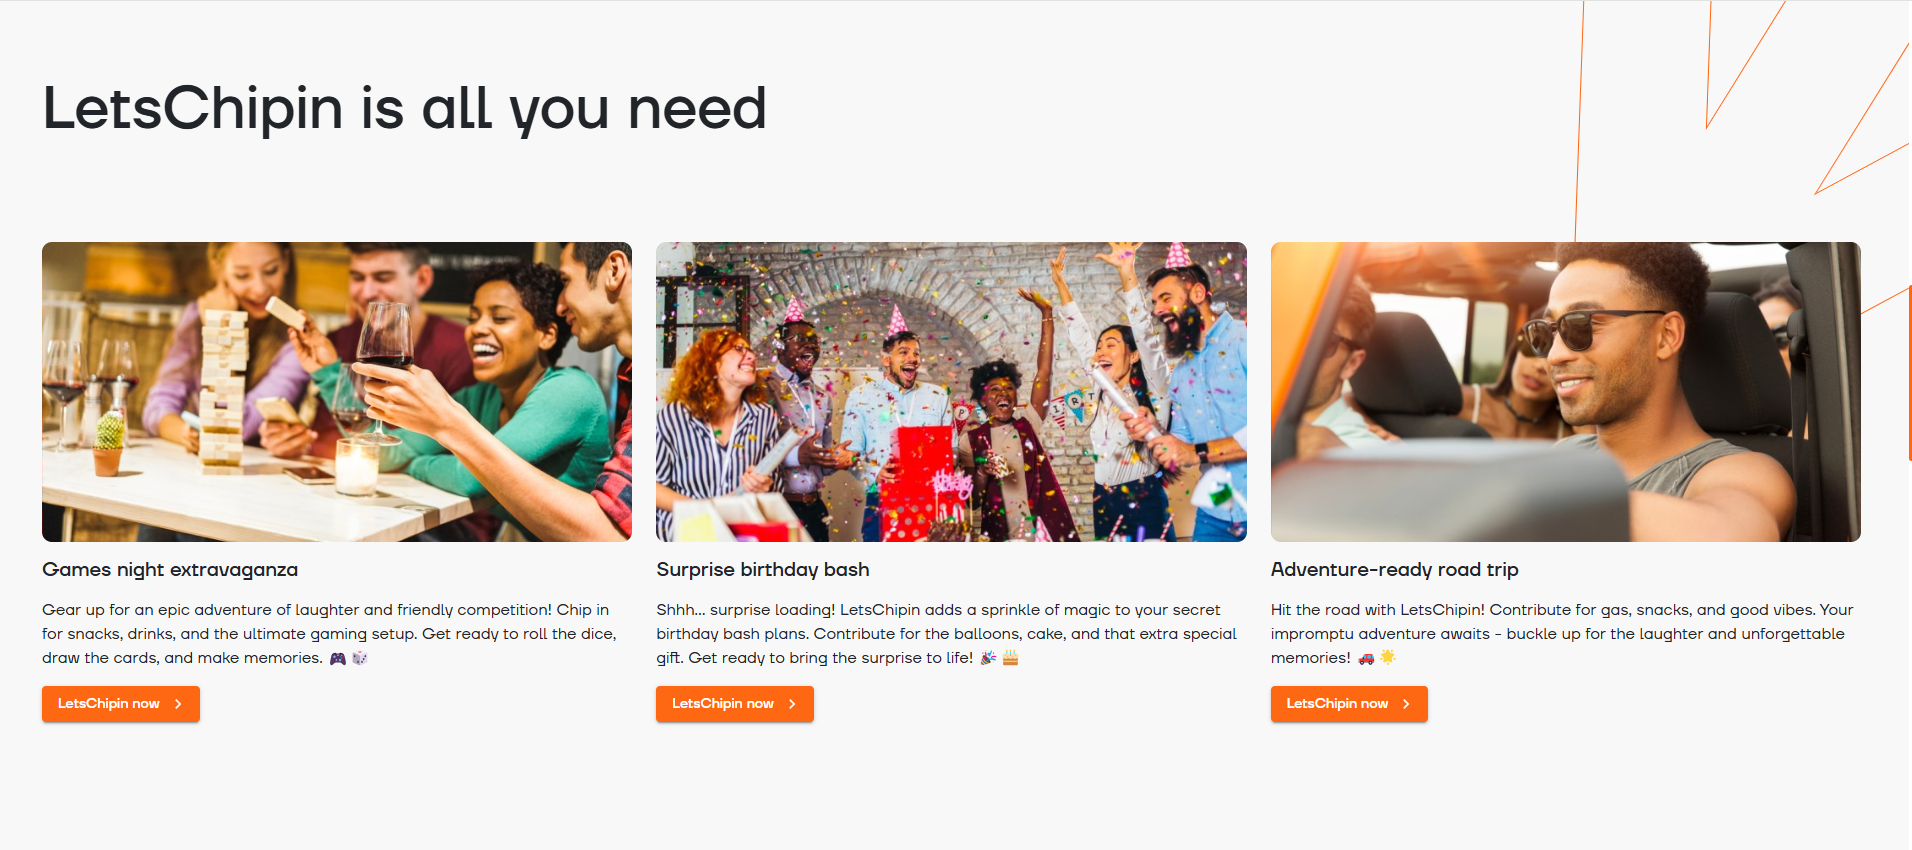 LetsChipin is all you need
Games night extravaganza
Gear up for an epic adventure of laughter and friendly competition! Chip in
for snacks, drinks, and the ultimate gaming setup. Get ready to roll the dice,
draw the cards, and make memories. 🎮 🎲
LetsChipin now
Surprise birthday bash
Shhh... surprise loading! LetsChipin adds a sprinkle of magic to your secret
birthday bash plans. Contribute for the balloons, cake, and that extra special
gift. Get ready to bring the surprise to life! 🎉 🎂
LetsChipin now
Adventure-ready road trip
Hit the road with LetsChipin! Contribute for gas, snacks, and good vibes. Your
impromptu adventure awaits - buckle up for the laughter and unforgettable
memories! 🚗 🌟
LetsChipin now